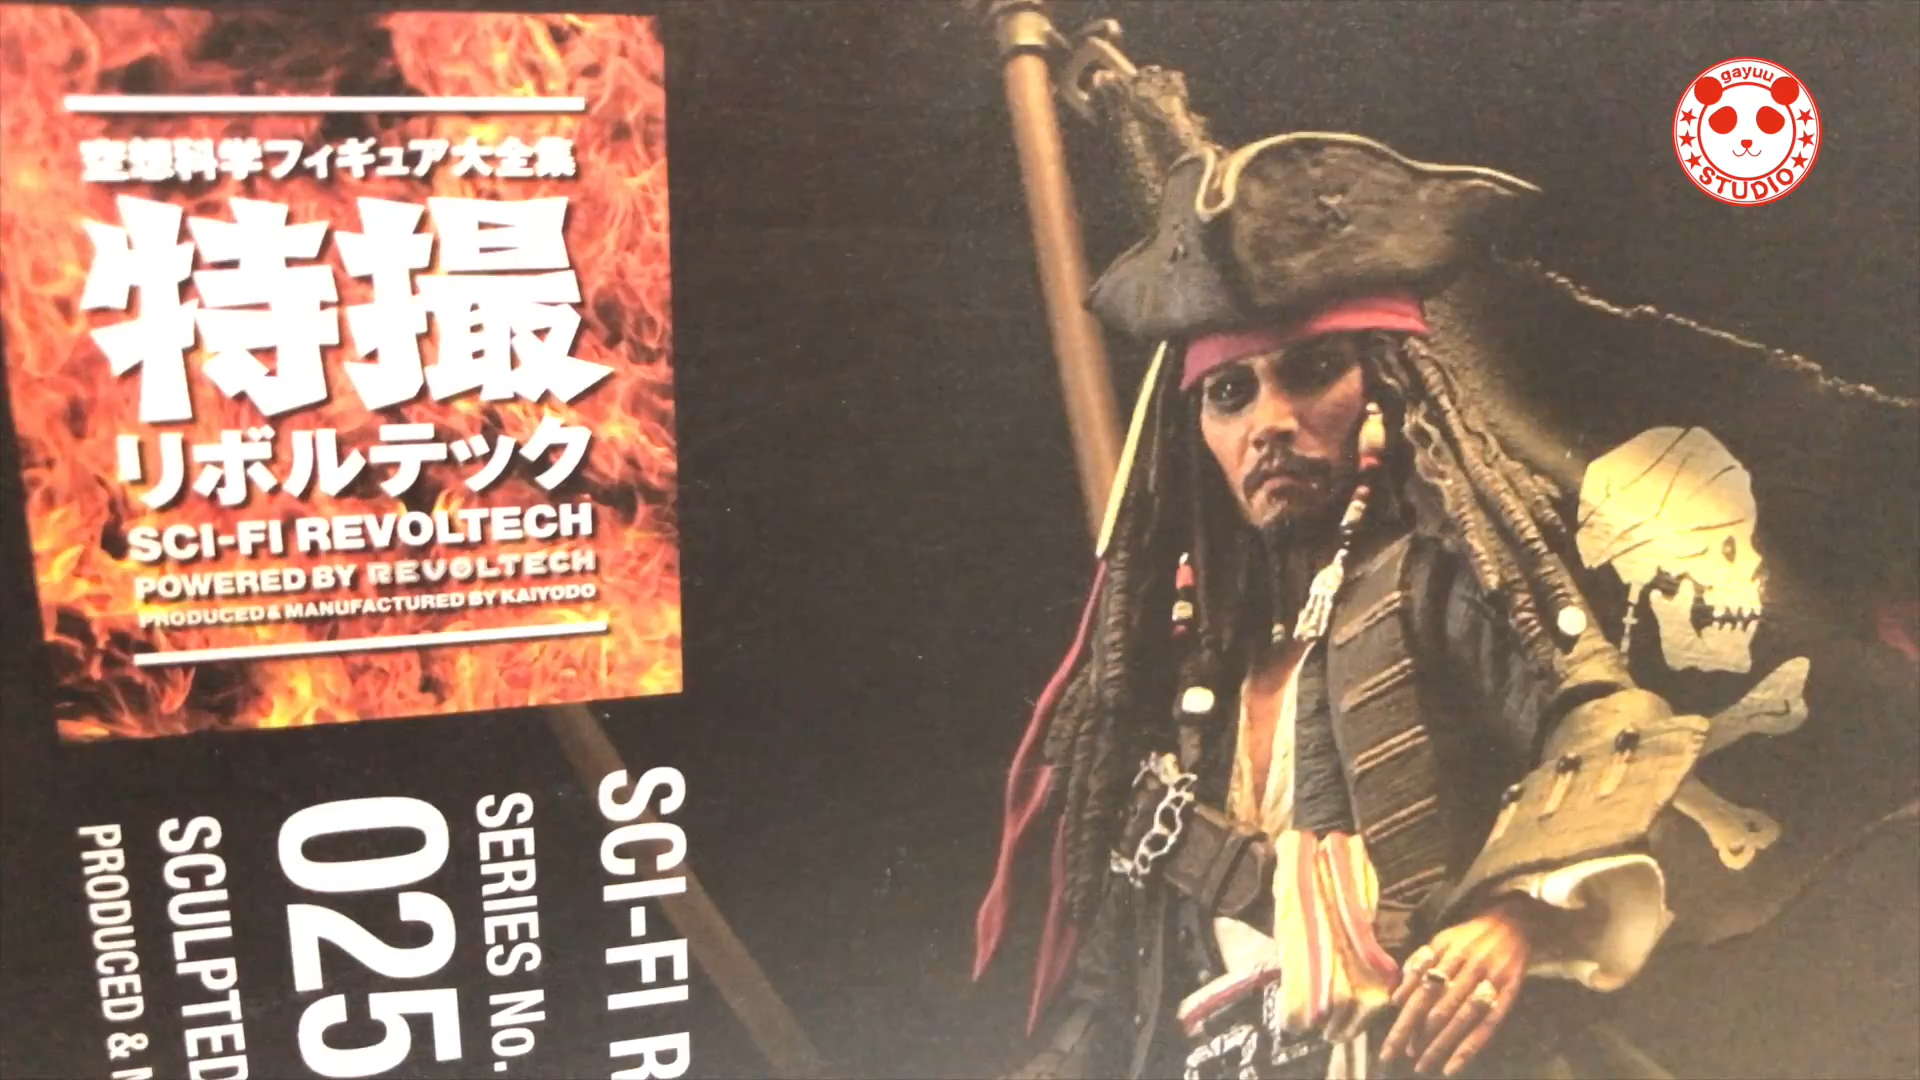 空想科学フィギュア大全集
特撮
リボルテック
SCI-FI REVOLTECH
POWERED BY REVOLTECH
PRODUCED & MANUFACTURED BY KAIYODO
SCI-FI R
SERIES No.
025
SCULPTED
PRODUCED &
gayuu
STUDIO